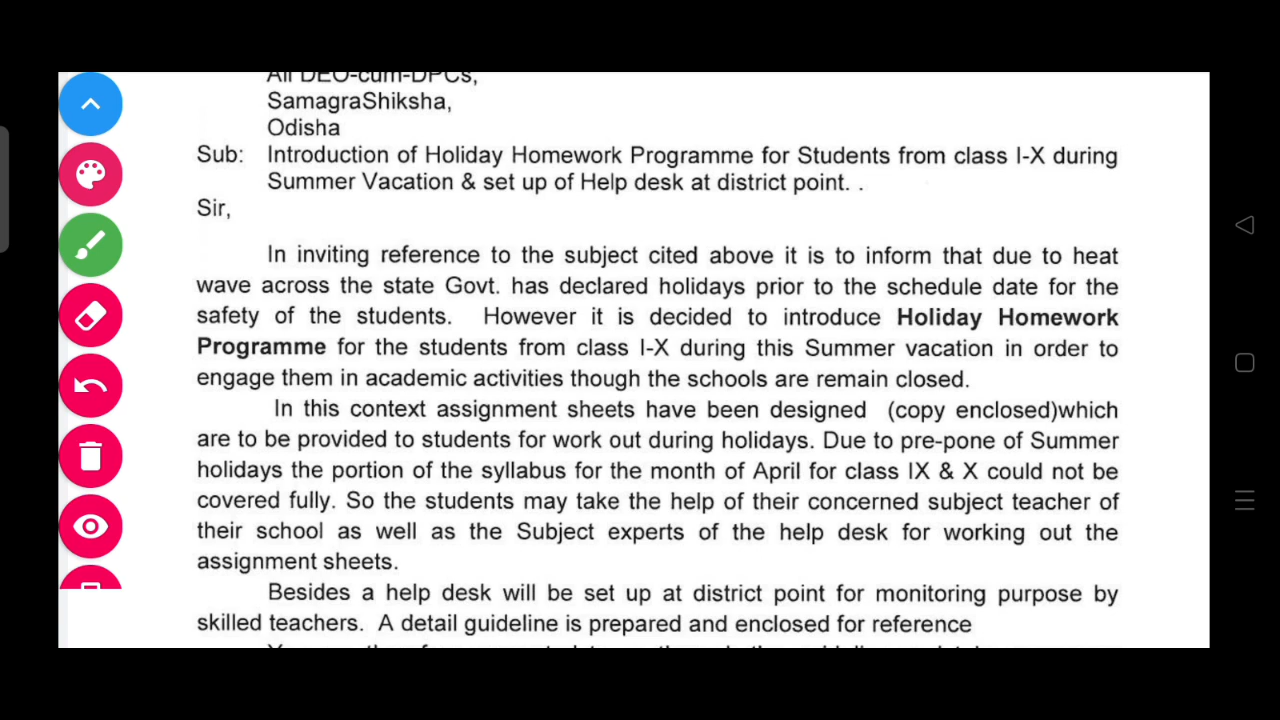 All DEO-cum-DPCs,
SamagraShiksha,
Odisha
Sub: Introduction of Holiday Homework Programme for Students from class I-X during
Summer Vacation & set up of Help desk at district point. .
Sir,
In inviting reference to the subject cited above it is to inform that due to heat
wave across the state Govt. has declared holidays prior to the schedule date for the
safety of the students. However it is decided to introduce Holiday Homework
Programme for the students from class I-X during this Summer vacation in order to
engage them in academic activities though the schools are remain closed.
In this context assignment sheets have been designed (copy enclosed)which
are to be provided to students for work out during holidays. Due to pre-pone of Summer
holidays the portion of the syllabus for the month of April for class IX & X could not be
covered fully. So the students may take the help of their concerned subject teacher of
their school as well as the Subject experts of the help desk for working out the
assignment sheets.
Besides a help desk will be set up at district point for monitoring purpose by
skilled teachers. A detail guideline is prepared and enclosed for reference